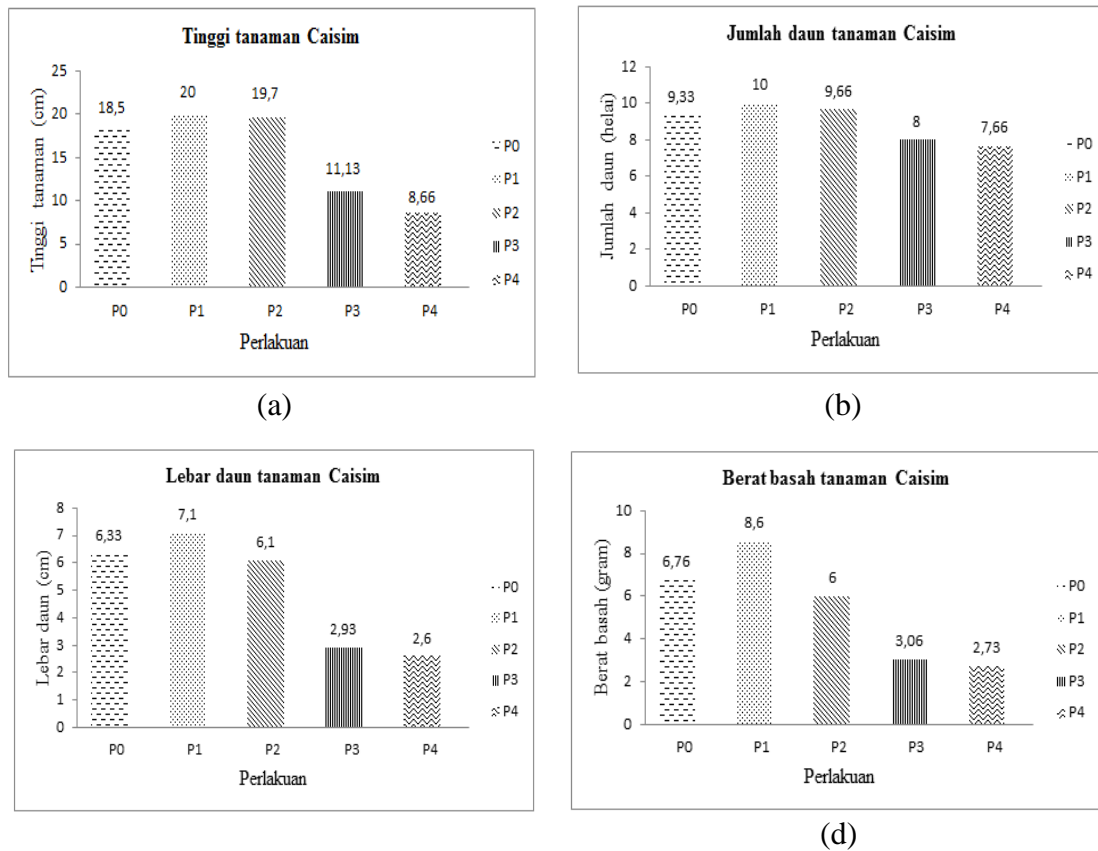 Tinggi tanaman Caisim
Tinggi tanaman (cm)
25
20
15
10
5
0
18,5
20
19,7
11,13
8,66
P0
P1
P2
P3
P4
Perlakuan
P0
P1
P2
P3
P4
(a)
Jumlah daun tanaman Caisim
Jumlah daun (helai)
12
10
8
6
4
2
0
9,33
10
9,66
8
7,66
P0
P1
P2
P3
P4
Perlakuan
P0
P1
P2
P3
P4
(b)
Lebar daun tanaman Caisim
Lebar daun (cm)
8
7
6
5
4
3
2
1
0
6,33
7,1
6,1
2,93
2,6
P0
P1
P2
P3
P4
Perlakuan
P0
P1
P2
P3
P4
Berat basah tanaman Caisim
Berat basah (gram)
10
8
6
4
2
0
6,76
8,6
6
3,06
2,73
P0
P1
P2
P3
P4
Perlakuan
P0
P1
P2
P3
P4
(d)